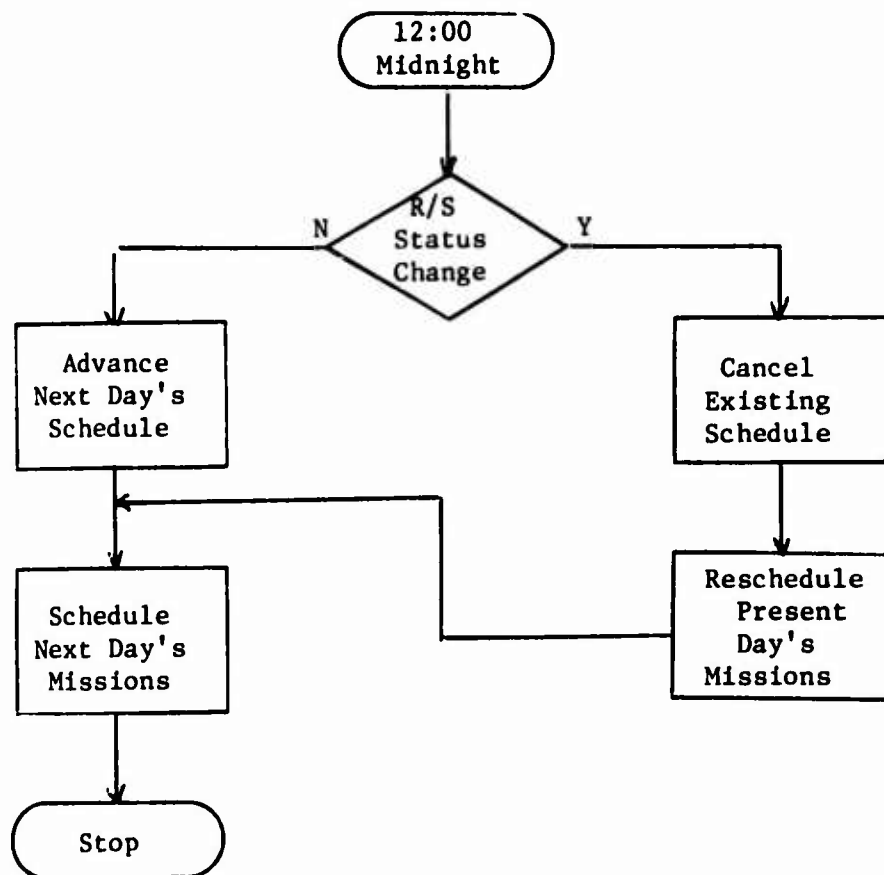 12:00
Midnight
R/S
Status
Change
N
Y
Advance
Next Day's
Schedule
Cancel
Existing
Schedule
Schedule
Next Day's
Missions
Reschedule
Present
Day's
Missions
Stop